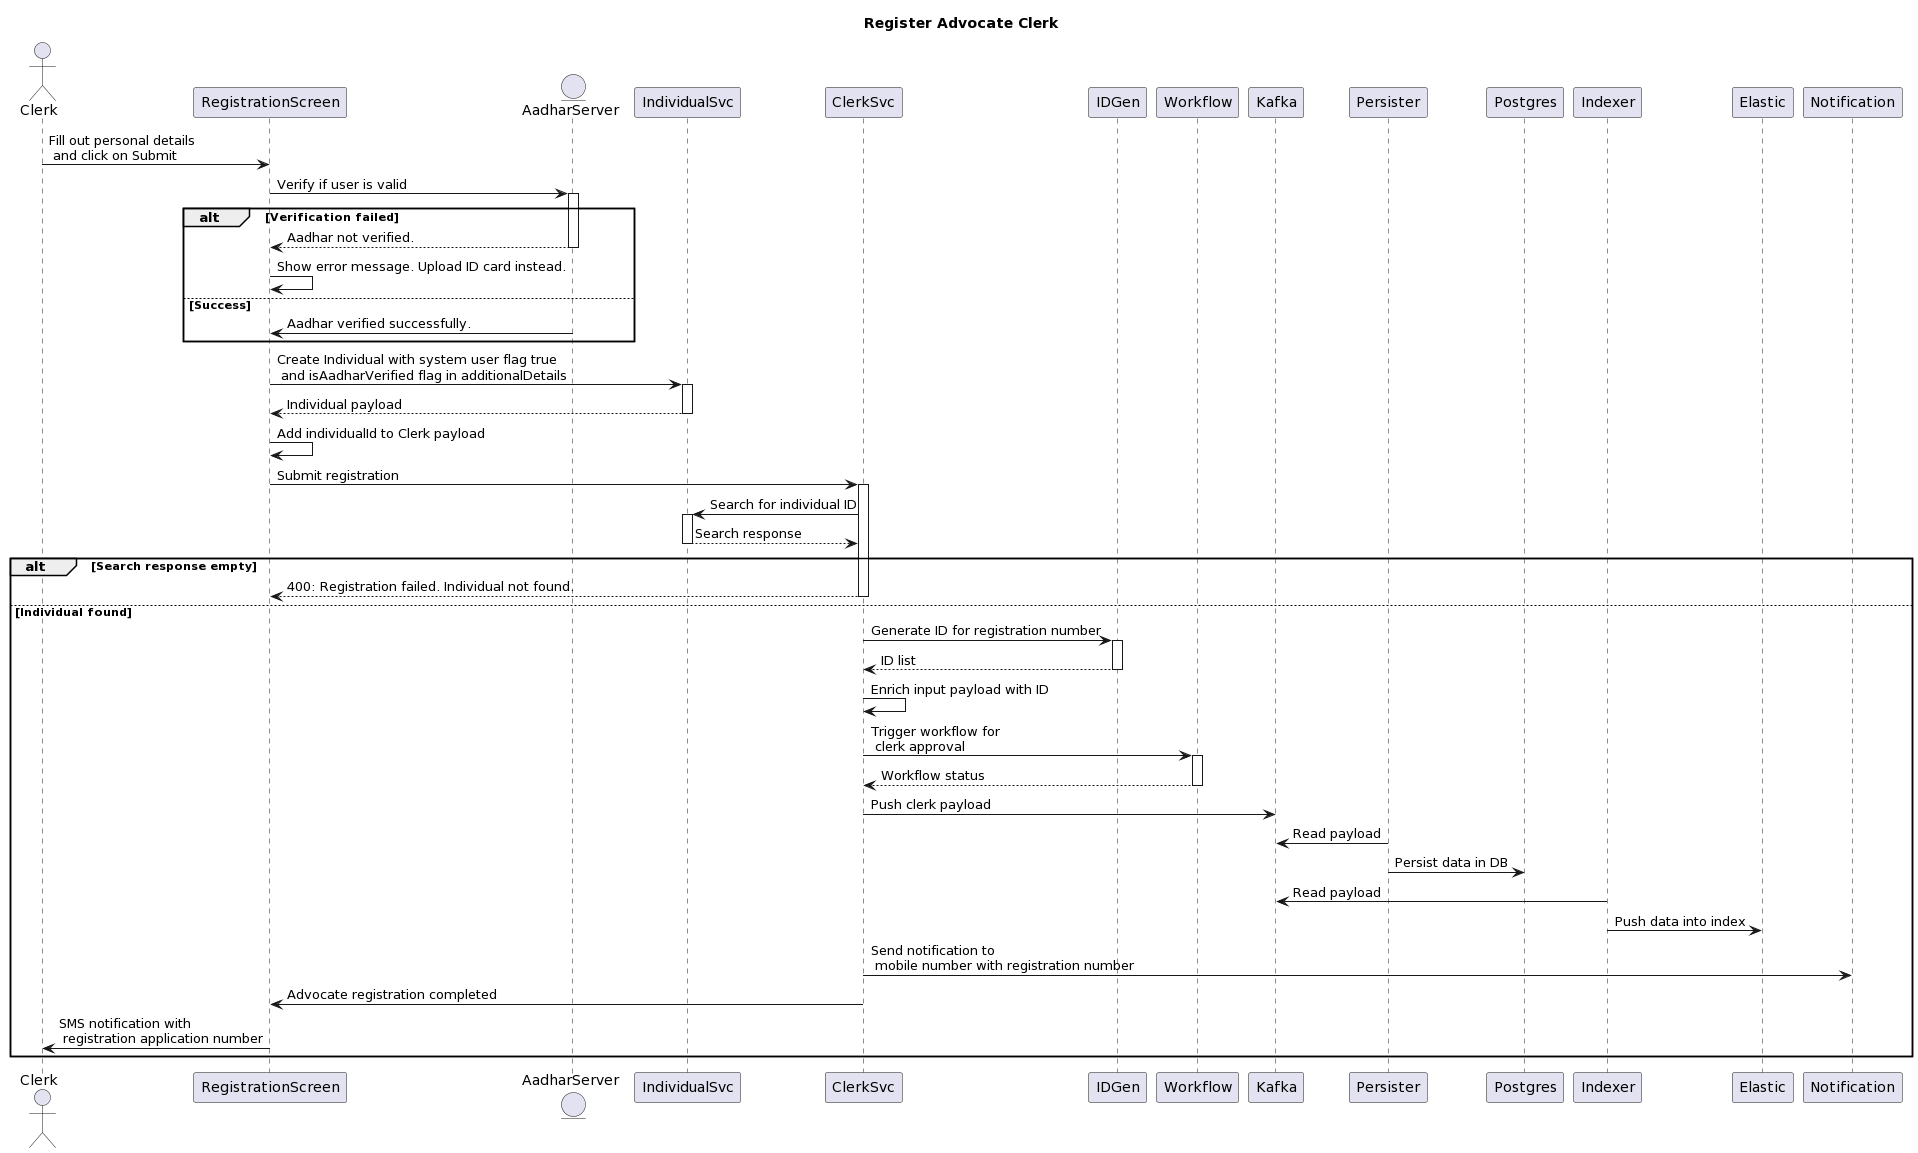 Register Advocate Clerk
Clerk
RegistrationScreen
AadharServer
IndividualSvc
ClerkSvc
IDGen
Workflow
Kafka
Persister
Postgres
Indexer
Elastic
Notification
Fill out personal details
and click on Submit
Verify if user is valid
alt
[Verification failed]
Aadhar not verified.
Show error message. Upload ID card instead.
[Success]
Aadhar verified successfully.
Create Individual with system user flag true
and isAadharVerified flag in additionalDetails
Individual payload
Add individualId to Clerk payload
Submit registration
Search for individual ID
Search response
alt
[Search response empty]
400: Registration failed. Individual not found.
[Individual found]
Generate ID for registration number
ID list
Enrich input payload with ID
Trigger workflow for
clerk approval
Workflow status
Push clerk payload
Read payload
Persist data in DB
Read payload
Push data into index
Send notification to
mobile number with registration number
Advocate registration completed
SMS notification with
registration application number
Clerk
RegistrationScreen
AadharServer
IndividualSvc
ClerkSvc
IDGen
Workflow
Kafka
Persister
Postgres
Indexer
Elastic
Notification